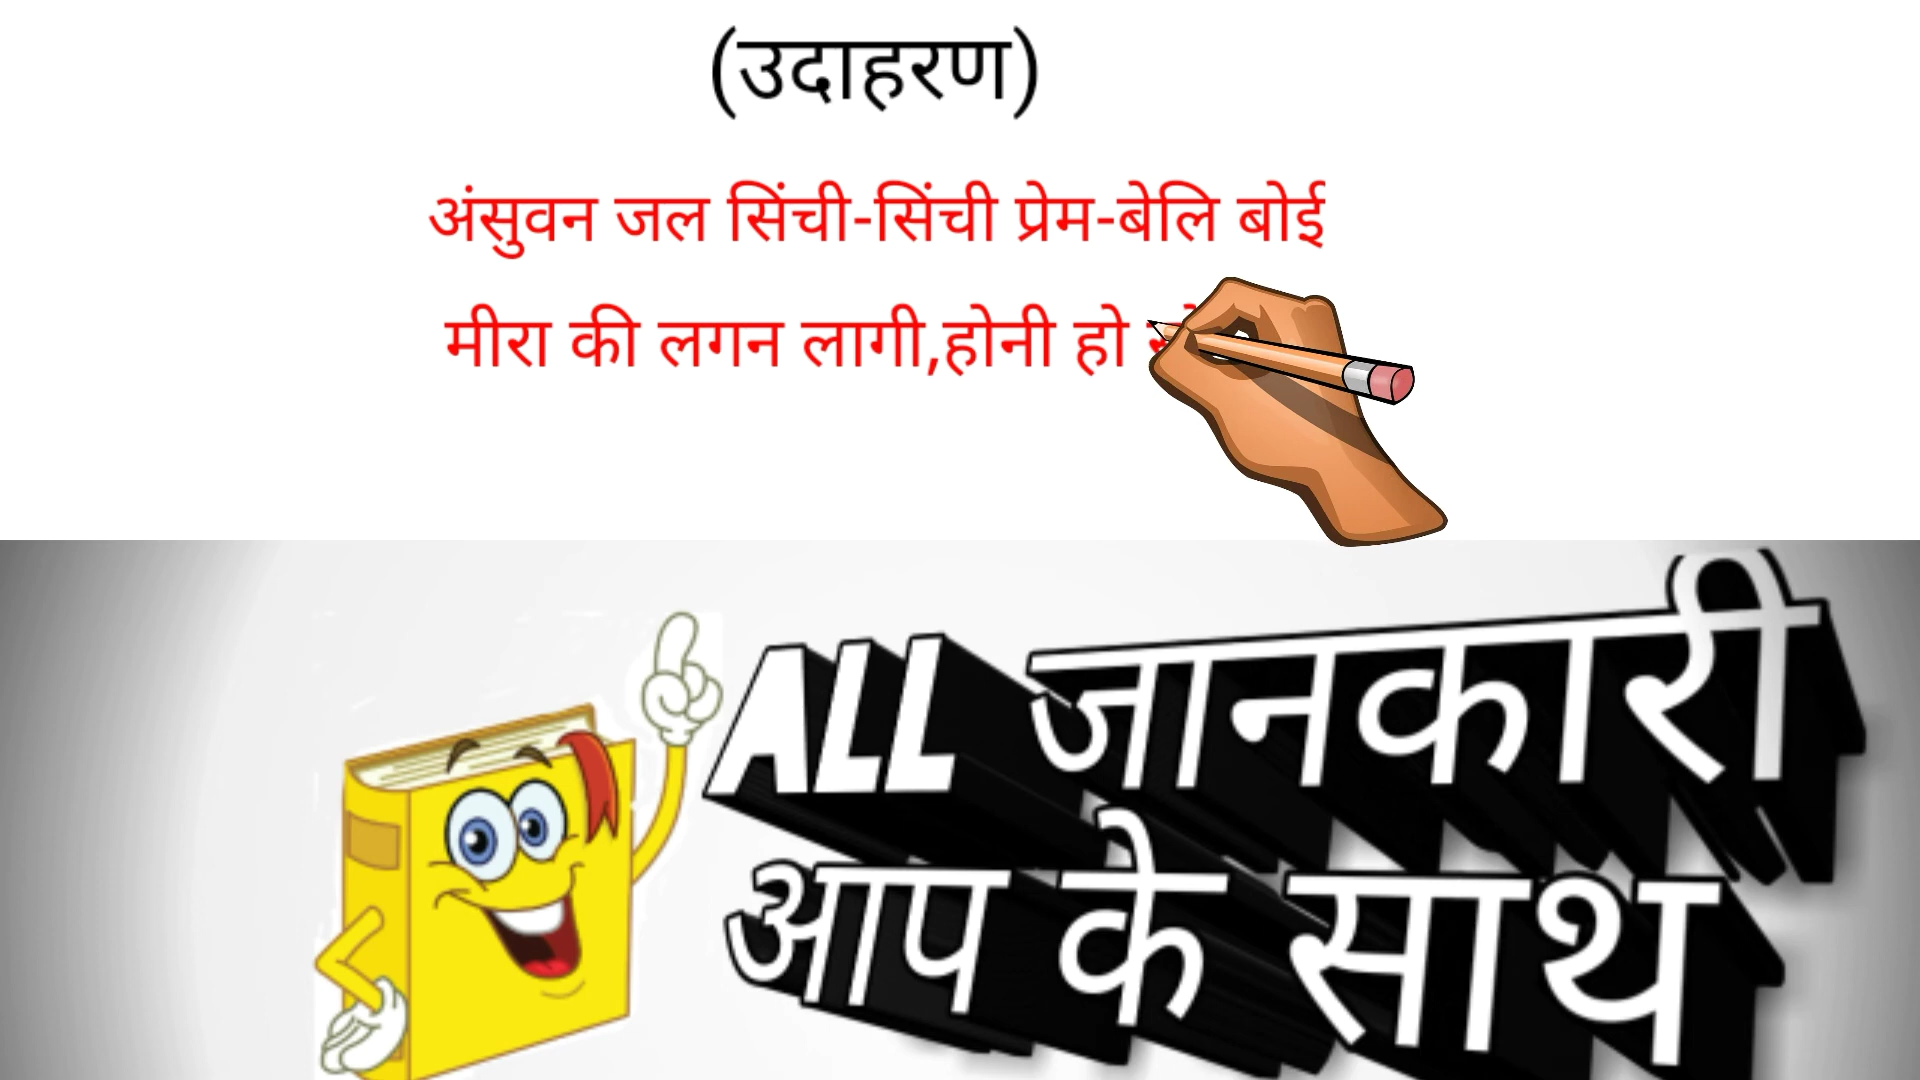 (उदाहरण)
अंसुवन जल सिंची-सिंची प्रेम-बेलि बोई
मीरा की लगन लागी,होनी हो
ALL जानकारी
आप के साथ